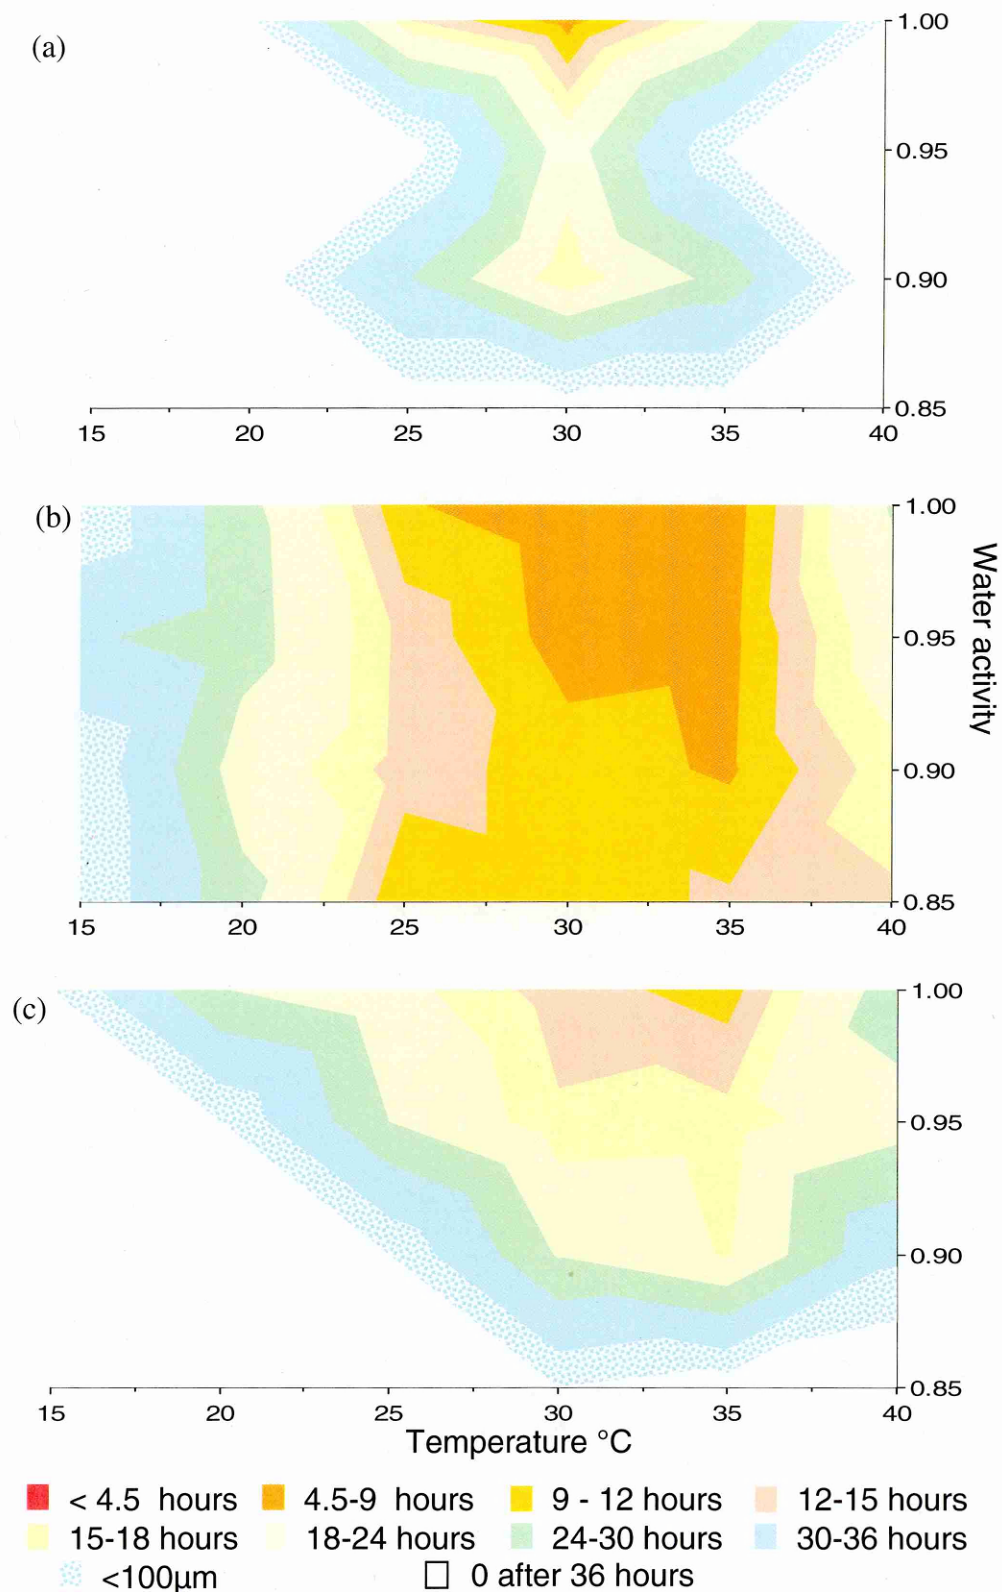 (a)
1.00
0.95
0.90
0.85
15 20 25 30 35 40
(b)
1.00
0.95
0.90
0.85
15 20 25 30 35 40
Water activity
(c)
1.00
0.95
0.90
0.85
15 20 25 30 35 40
Temperature °C
< 4.5 hours 4.5-9 hours 9 - 12 hours 12-15 hours
15-18 hours 18-24 hours 24-30 hours 30-36 hours
<100μm 0 after 36 hours